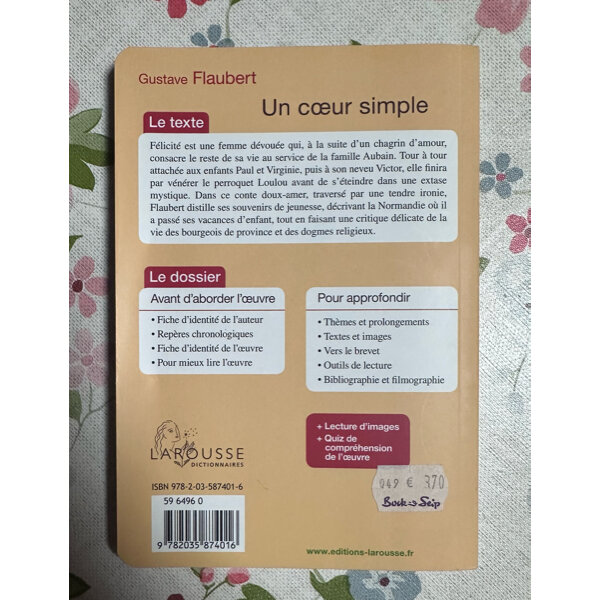 Gustave Flaubert
Un cœur simple
Le texte
Félicité est une femme dévouée qui, à la suite d'un chagrin d'amour,
consacre le reste de sa vie au service de la famille Aubain. Tour à tour
attachée aux enfants Paul et Virginie, puis à son neveu Victor, elle finira
par vénérer le perroquet Loulou avant de s'éteindre dans une extase
mystique. Dans ce conte doux-amer, traversé par une tendre ironie,
Flaubert distille ses souvenirs de jeunesse, décrivant la Normandie où il
a passé ses vacances d'enfant, tout en faisant une critique délicate de la
vie des bourgeois de province et des dogmes religieux.
Le dossier
Avant d'aborder l'œuvre
• Fiche d'identité de l'auteur
• Repères chronologiques
• Fiche d'identité de l'œuvre
• Pour mieux lire l'œuvre
Pour approfondir
• Thèmes et prolongements
• Textes et images
• Vers le brevet
• Outils de lecture
• Bibliographie et filmographie
+ Lecture d'images
+ Quiz de
compréhension
de l'œuvre
LAROUSSE
DICTIONNAIRES
ISBN 978-2-03-587401-6
59 6496 0
9 782035 874016
049 € 3.70
www.editions-larousse.fr